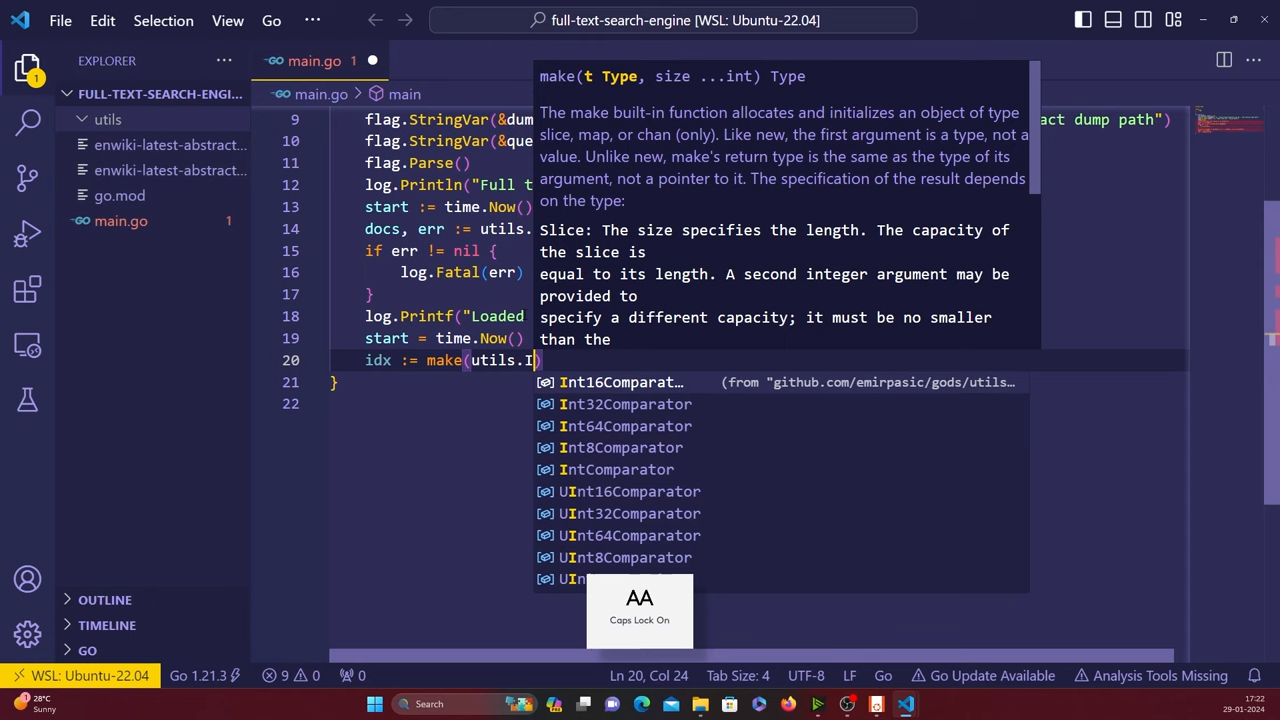 File Edit Selection View Go ··· full-text-search-engine [WSL: Ubuntu-22.04]
EXPLORER ···
main.go 1
FULL-TEXT-SEARCH-ENGI...
main.go > main
utils
enwiki-latest-abstract...
enwiki-latest-abstract...
go.mod
main.go 1
9 flag.StringVar(&dum act dump path")
10 flag.StringVar(&que
11 flag.Parse()
12 log.Println("Full t
13 start := time.Now()
14 docs, err := utils.
15 if err != nil {
16 log.Fatal(err)
17 }
18 log.Printf("Loaded
19 start = time.Now()
20 idx := make(utils.I)
21 }
22
make(t Type, size ...int) Type
The make built-in function allocates and initializes an object of type
lice, map, or chan (only). Like new, the first argument is a type, not a
value. Unlike new, make's return type is the same as the type of its
argument, not a pointer to it. The specification of the result depends
on the type:
Slice: The size specifies the length. The capacity of
the slice is
equal to its length. A second integer argument may be
provided to
specify a different capacity; it must be no smaller
than the
Int16Comparat... (from "github.com/emirpasic/gods/utils...
Int32Comparator
Int64Comparator
Int8Comparator
IntComparator
UInt16Comparator
UInt32Comparator
UInt64Comparator
UInt8Comparator
UIn
AA
Caps Lock On
OUTLINE
TIMELINE
GO
1
WSL: Ubuntu-22.04 Go 1.21.3 9 0 0 Ln 20, Col 24 Tab Size: 4 UTF-8 LF Go Go Update Available Analysis Tools Missing
28°C
Sunny
Search
17:22
29-01-2024